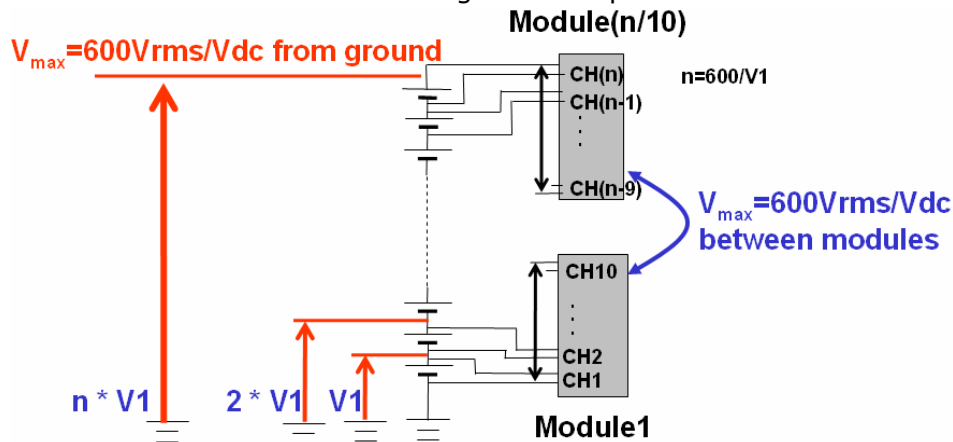 Module(n/10)
Vmax=600Vrms/Vdc from ground
CH(n)
n=600/V1
CH(n-1)
CH(n-9)
Vmax=600Vrms/Vdc
between modules
CH10
CH2
CH1
n * V1
2 * V1
V1
Module1